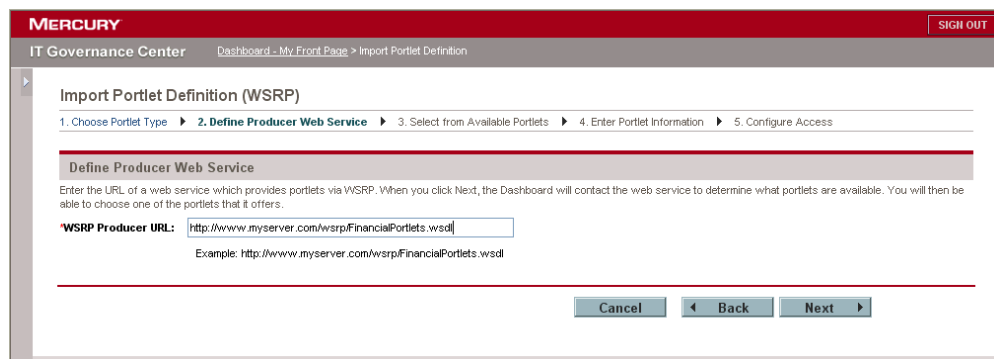 MERCURY
SIGN OUT
IT Governance Center Dashboard - My Front Page > Import Portlet Definition
Import Portlet Definition (WSRP)
1. Choose Portlet Type 2. Define Producer Web Service 3. Select from Available Portlets 4. Enter Portlet Information 5. Configure Access
Define Producer Web Service
Enter the URL of a web service which provides portlets via WSRP. When you click Next, the Dashboard will contact the web service to determine what portlets are available. You will then be
able to choose one of the portlets that it offers.
*WSRP Producer URL: http://www.myserver.com/wsrp/FinancialPortlets.wsdl
Example: http://www.myserver.com/wsrp/FinancialPortlets.wsdl
Cancel Back Next